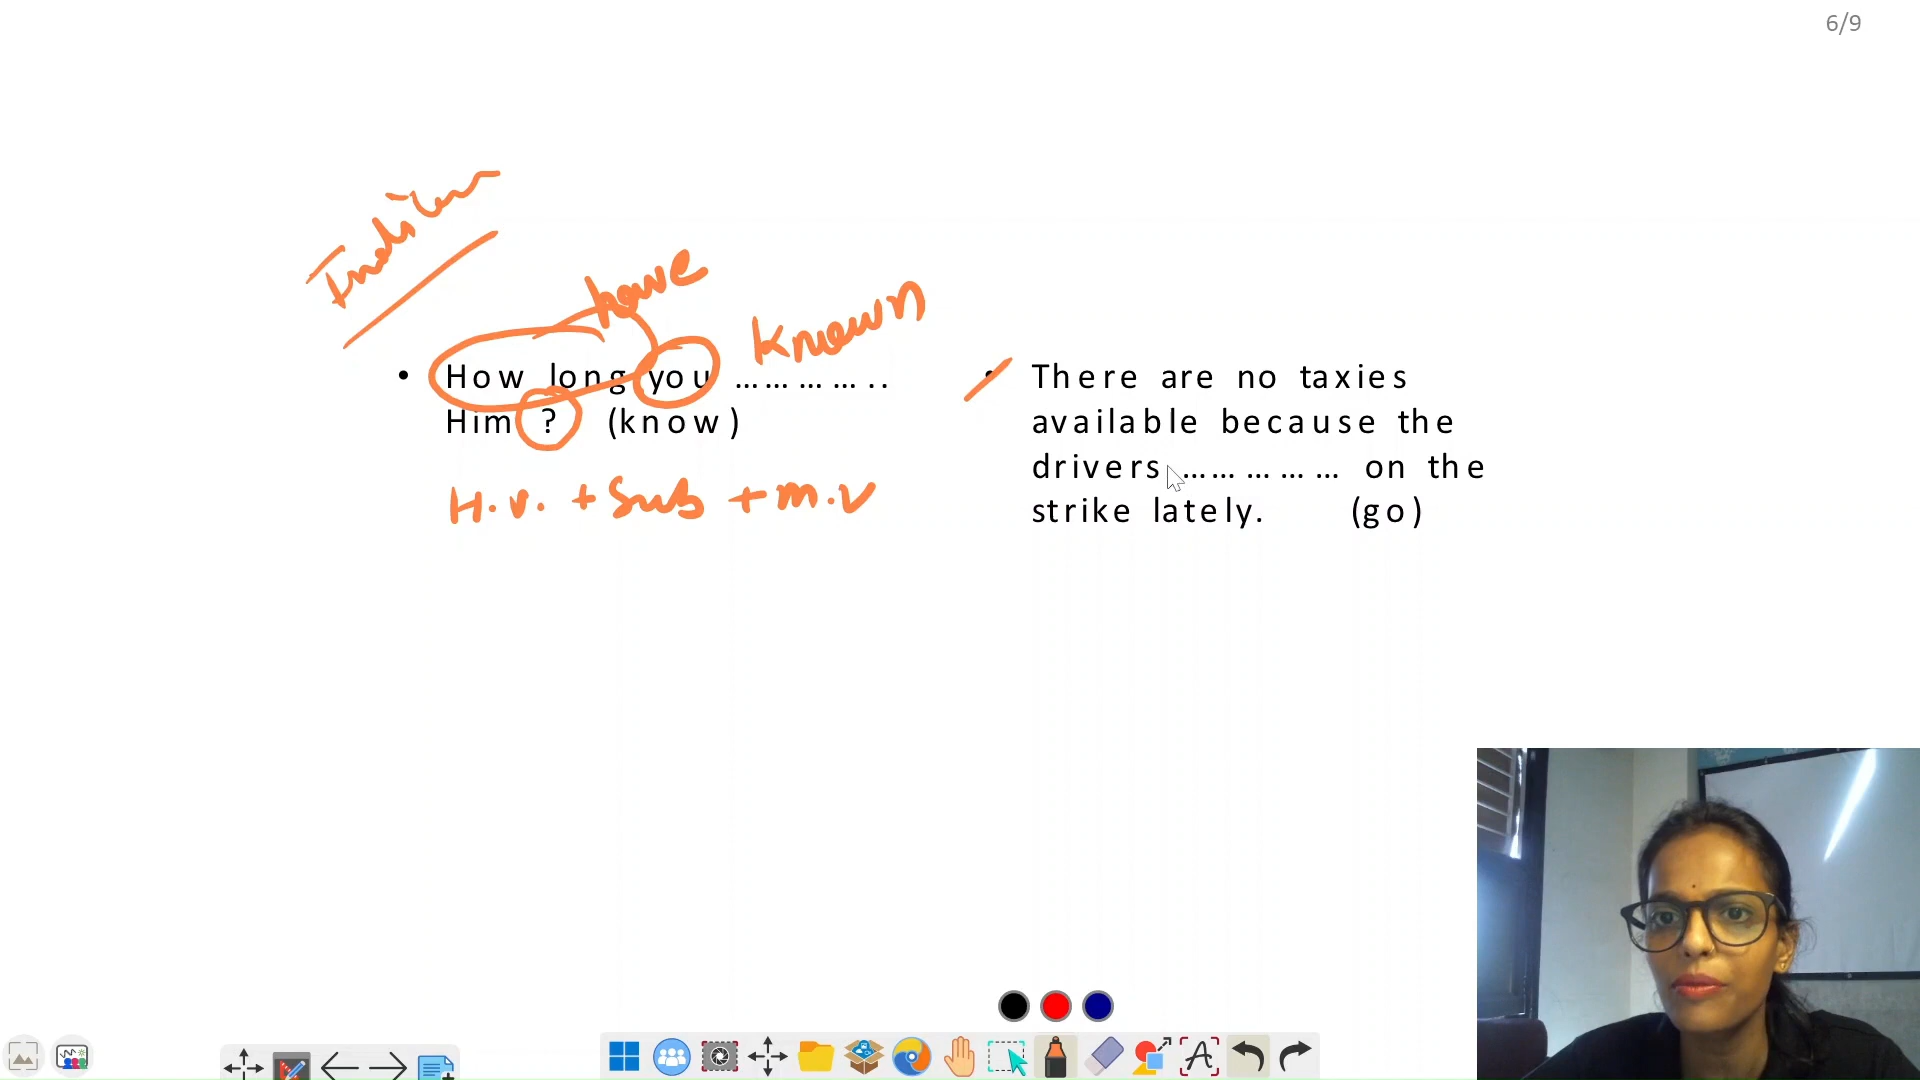 6/9
have
known
• How long you ………………..
Him ? (know)
H.v. + Sub + m.v
• There are no taxies
available because the
drivers …………… on the
strike lately. (go)